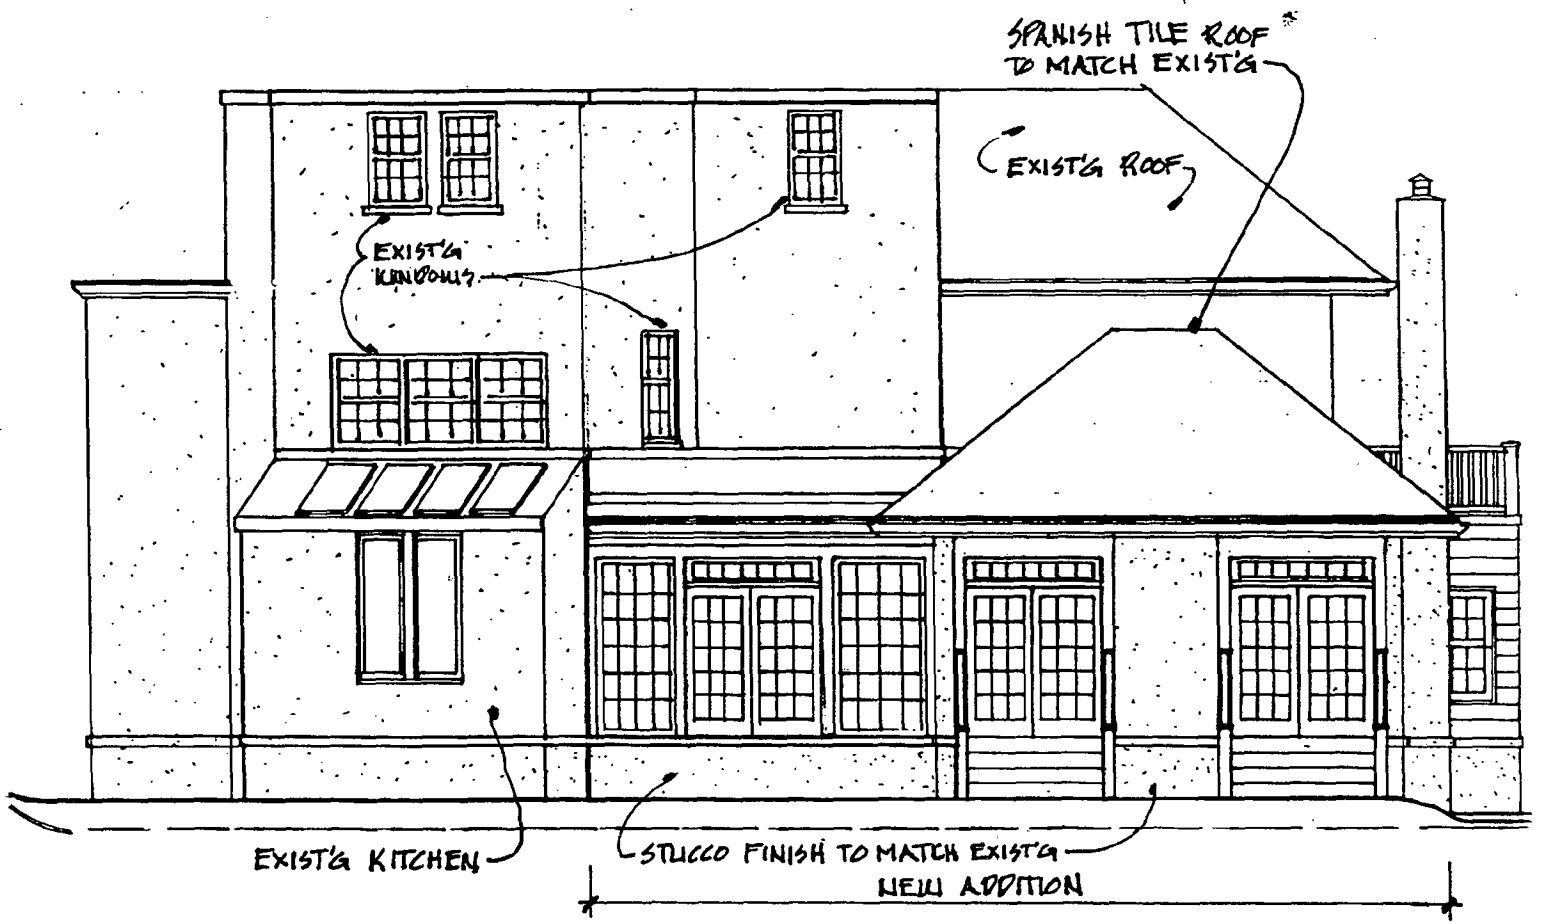 SPANISH TILE ROOF *
TO MATCH EXIST'G
EXIST'G ROOF
EXIST'G
WINDOWS
EXIST'G KITCHEN
STUCCO FINISH TO MATCH EXIST'G
NEW ADDITION